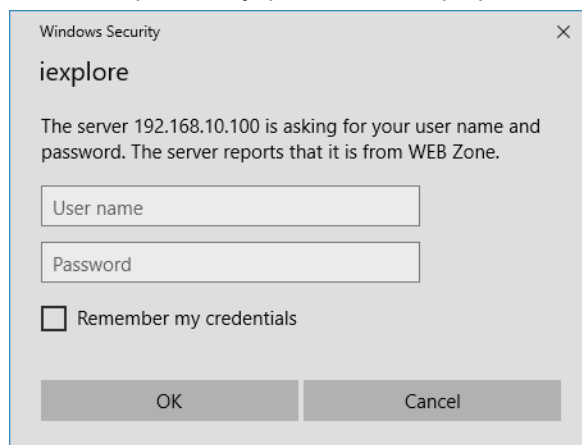 Windows Security
iexplore
The server 192.168.10.100 is asking for your user name and
password. The server reports that it is from WEB Zone.
User name
Password
Remember my credentials
OK
Cancel